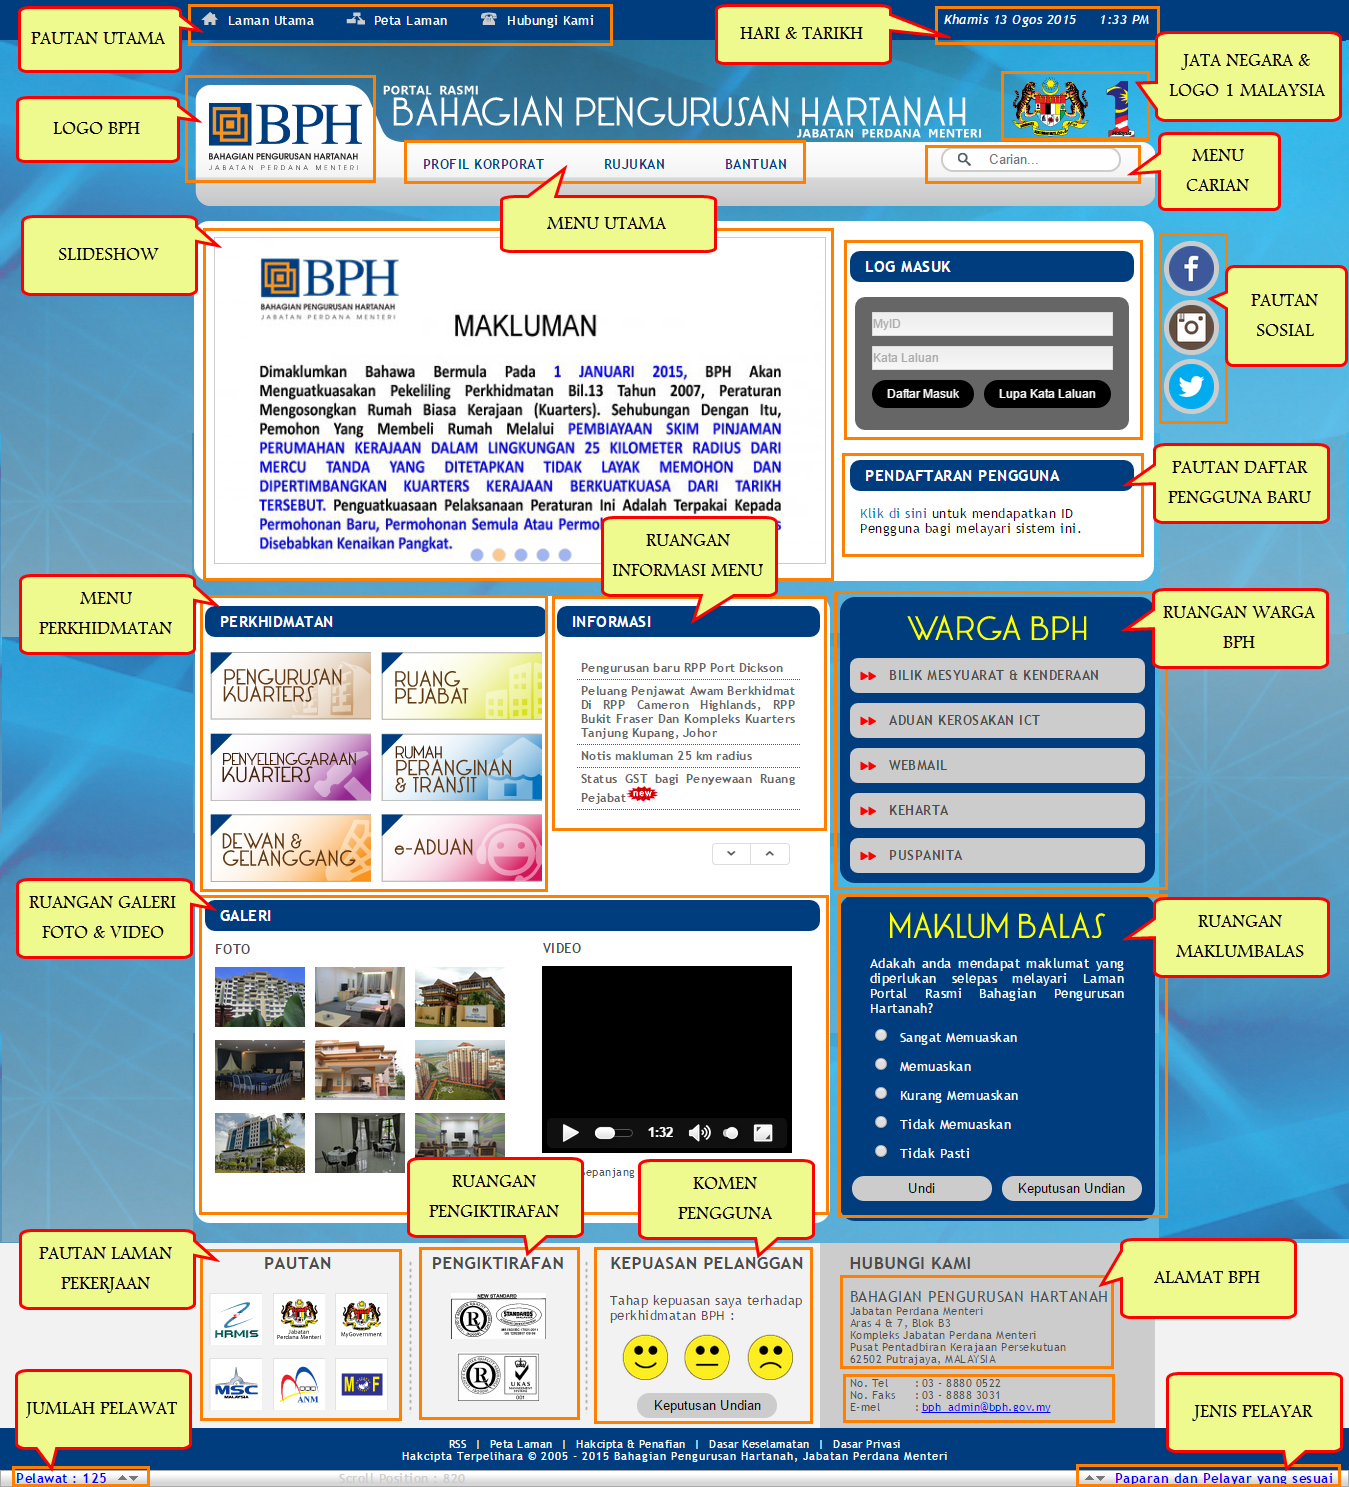 PAUTAN UTAMA
Laman Utama
Peta Laman
Hubungi Kami
HARI & TARIKH
Khamis 13 Ogos 2015 1:33 PM
JATA NEGARA &
LOGO 1 MALAYSIA
LOGO BPH
BPH
BAHAGIAN PENGURUSAN HARTANAH
JABATAN PERDANA MENTERI
PORTAL RASMI
BAHAGIAN PENGURUSAN HARTANAH
JABATAN PERDANA MENTERI
PROFIL KORPORAT
RUJUKAN
BANTUAN
Carian...
MENU
CARIAN
MENU UTAMA
SLIDESHOW
BPH
BAHAGIAN PENGURUSAN HARTANAH
JABATAN PERDANA MENTERI
MAKLUMAN
Dimaklumkan Bahawa Bermula Pada 1 JANUARI 2015, BPH Akan
Menguatkuasakan Pekeliling Perkhidmatan Bil.13 Tahun 2007, Peraturan
Mengosongkan Rumah Biasa Kerajaan (Kuarters). Sehubungan Dengan Itu,
Pemohon Yang Membeli Rumah Melalui PEMBIAYAAN SKIM PINJAMAN
PERUMAHAN KERAJAAN DALAM LINGKUNGAN 25 KILOMETER RADIUS DARI
MERCU TANDA YANG DITETAPKAN TIDAK LAYAK MEMOHON DAN
DIPERTIMBANGKAN KUARTERS KERAJAAN BERKUATKUASA DARI TARIKH
TERSEBUT. Penguatkuasaan Pelaksanaan Peraturan Ini Adalah Terpakai Kepada
Permohonan Baru, Permohonan Semula Atau
Disebabkan Kenaikan Pangkat.
LOG MASUK
MyID
Kata Laluan
Daftar Masuk
Lupa Kata Laluan
PAUTAN
SOSIAL
PENDAFTARAN PENGGUNA
Klik di sini untuk mendapatkan ID
Pengguna bagi melayari sistem ini.
PAUTAN DAFTAR
PENGGUNA BARU
RUANGAN
INFORMASI MENU
MENU
PERKHIDMATAN
PERKHIDMATAN
PENGURUSAN
KUARTERS
RUANG
PEJABAT
PENYELENGGARAAN
KUARTERS
RUMAH
PERANGINAN
& TRANSIT
DEWAN &
GELANGGANG
e-ADUAN
INFORMASI
Pengurusan baru RPP Port Dickson
Peluang Penjawat Awam Berkhidmat
Di RPP Cameron Highlands, RPP
Bukit Fraser Dan Kompleks Kuarters
Tanjung Kupang, Johor
Notis makluman 25 km radius
Status GST bagi Penyewaan Ruang
Pejabat new
WARGA BPH
BILIK MESYUARAT & KENDERAAN
ADUAN KEROSAKAN ICT
WEBMAIL
KEHARTA
PUSPANITA
RUANGAN WARGA
BPH
RUANGAN GALERI
FOTO & VIDEO
GALERI
FOTO
VIDEO
1:32
epanjang
MAKLUM BALAS
Adakah anda mendapat maklumat yang
diperlukan selepas melayari Laman
Portal Rasmi Bahagian Pengurusan
Hartanah?
Sangat Memuaskan
Memuaskan
Kurang Memuaskan
Tidak Memuaskan
Tidak Pasti
Undi
Keputusan Undian
RUANGAN
MAKLUMBALAS
RUANGAN
PENGIKTIRAFAN
KOMEN
PENGGUNA
PAUTAN LAMAN
PEKERJAAN
PAUTAN
HRMIS
Jabatan
Perdana Menteri
MyGovernment
MSC
MALAYSIA
ANM
MOF
PENGIKTIRAFAN
NEW STANDARD
STANDARDS
UKAS
001
KEPUASAN PELANGGAN
Tahap kepuasan saya terhadap
perkhidmatan BPH :
Keputusan Undian
HUBUNGI KAMI
BAHAGIAN PENGURUSAN HARTANAH
Jabatan Perdana Menteri
Aras 4 & 7, Blok B3
Kompleks Jabatan Perdana Menteri
Pusat Pentadbiran Kerajaan Persekutuan
62502 Putrajaya, MALAYSIA
No. Tel : 03 - 8880 0522
No. Faks : 03 - 8888 3031
E-mel : bph_admin@bph.gov.my
ALAMAT BPH
JUMLAH PELAWAT
JENIS PELAYAR
RSS | Peta Laman | Hakcipta & Penafian | Dasar Keselamatan | Dasar Privasi
Hakcipta Terpelihara © 2005 - 2015 Bahagian Pengurusan Hartanah, Jabatan Perdana Menteri
Pelawat : 125
Scroll Position : 820
Paparan dan Pelayar yang sesuai